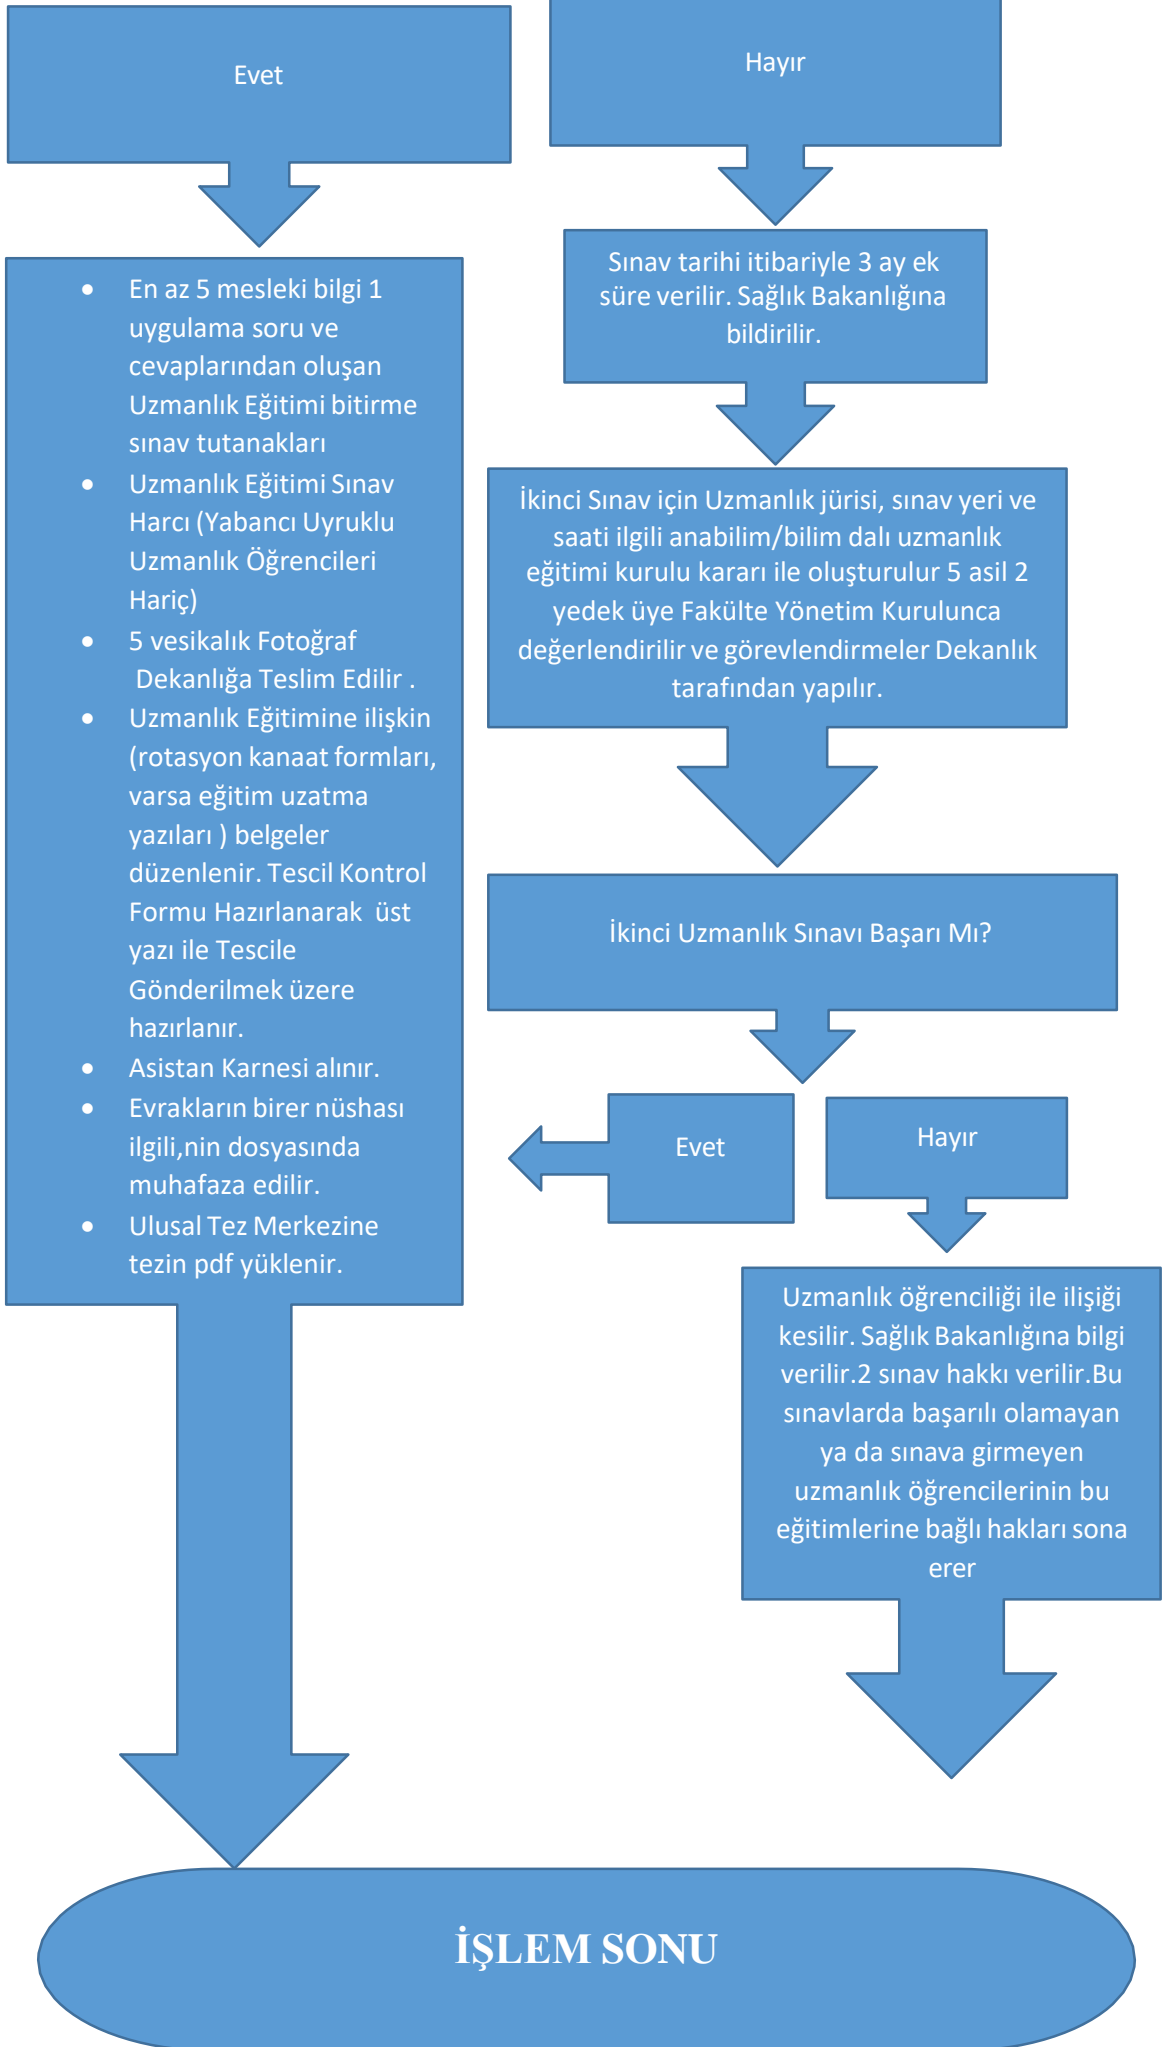 Evet
Hayır
Sınav tarihi itibariyle 3 ay ek
süre verilir. Sağlık Bakanlığına
bildirilir.
• En az 5 mesleki bilgi 1
uygulama soru ve
cevaplarından oluşan
Uzmanlık Eğitimi bitirme
sınav tutanakları
• Uzmanlık Eğitimi Sınav
Harcı (Yabancı Uyruklu
Uzmanlık Öğrencileri
Hariç)
• 5 vesikalık Fotoğraf
Dekanlığa Teslim Edilir .
• Uzmanlık Eğitimine ilişkin
(rotasyon kanaat formları,
varsa eğitim uzatma
yazıları ) belgeler
düzenlenir. Tescil Kontrol
Formu Hazırlanarak üst
yazı ile Tescile
Gönderilmek üzere
hazırlanır.
• Asistan Karnesi alınır.
• Evrakların birer nüshası
ilgili,nin dosyasında
muhafaza edilir.
• Ulusal Tez Merkezine
tezin pdf yüklenir.
İkinci Sınav için Uzmanlık jürisi, sınav yeri ve
saati ilgili anabilim/bilim dalı uzmanlık
eğitimi kurulu kararı ile oluşturulur 5 asil 2
yedek üye Fakülte Yönetim Kurulunca
değerlendirilir ve görevlendirmeler Dekanlık
tarafından yapılır.
İkinci Uzmanlık Sınavı Başarı Mı?
Evet
Hayır
Uzmanlık öğrenciliği ile ilişiği
kesilir. Sağlık Bakanlığına bilgi
verilir.2 sınav hakkı verilir.Bu
sınavlarda başarılı olamayan
ya da sınava girmeyen
uzmanlık öğrencilerinin bu
eğitimlerine bağlı hakları sona
erer
İŞLEM SONU